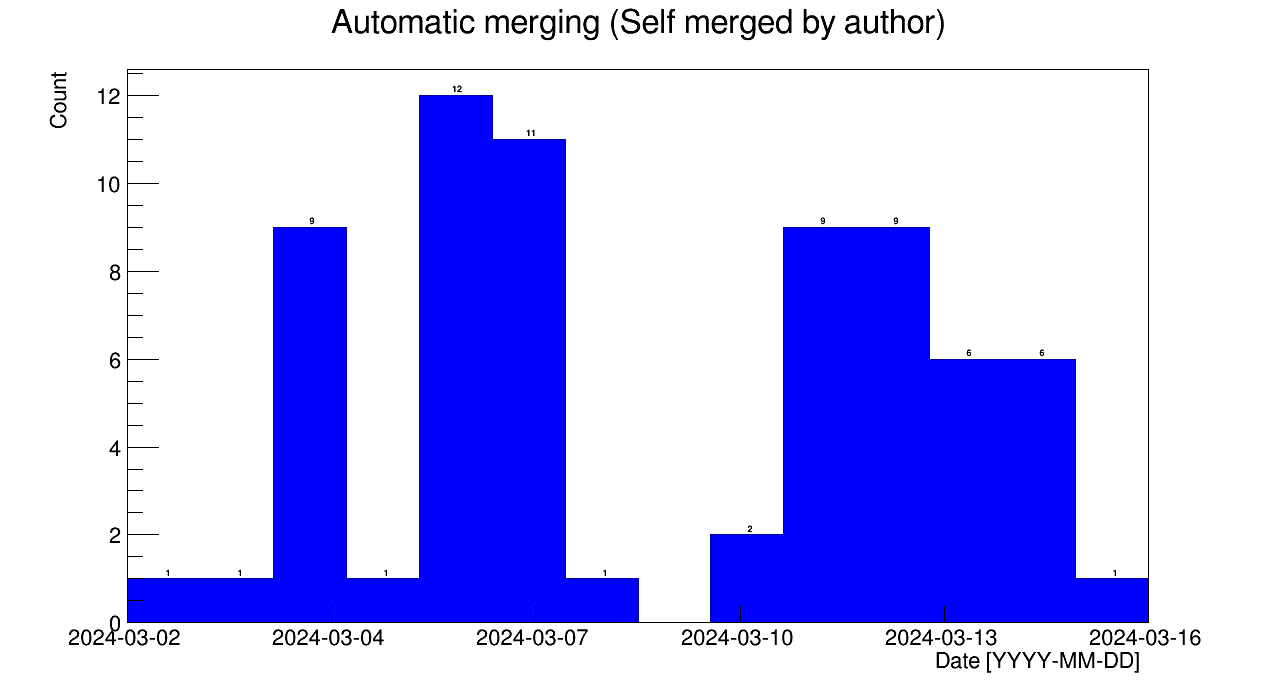 Automatic merging (Self merged by author)
Count
12
10
8
6
4
2
0
1 1 9 1 12 11 1 2 9 9 6 6 1
2024-03-02 2024-03-04 2024-03-07 2024-03-10 2024-03-13 2024-03-16
Date [YYYY-MM-DD]